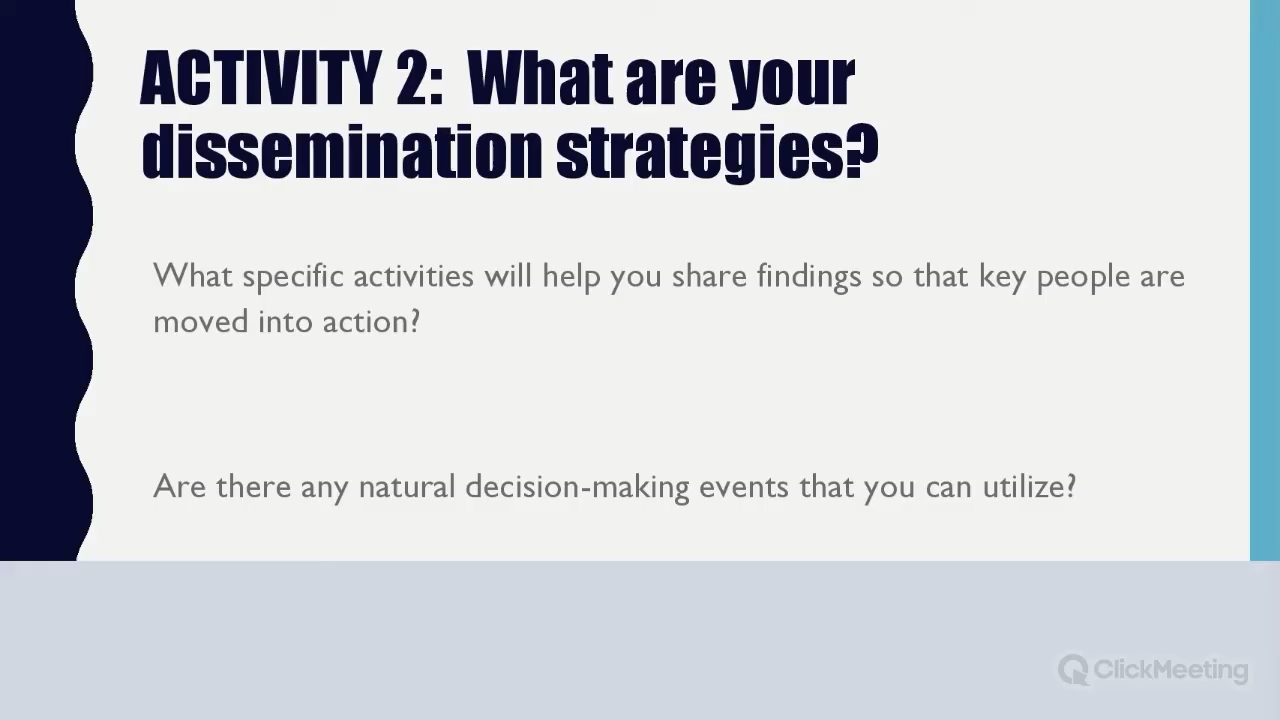 ACTIVITY 2: What are your
dissemination strategies?
What specific activities will help you share findings so that key people are
moved into action?
Are there any natural decision-making events that you can utilize?
ClickMeeting